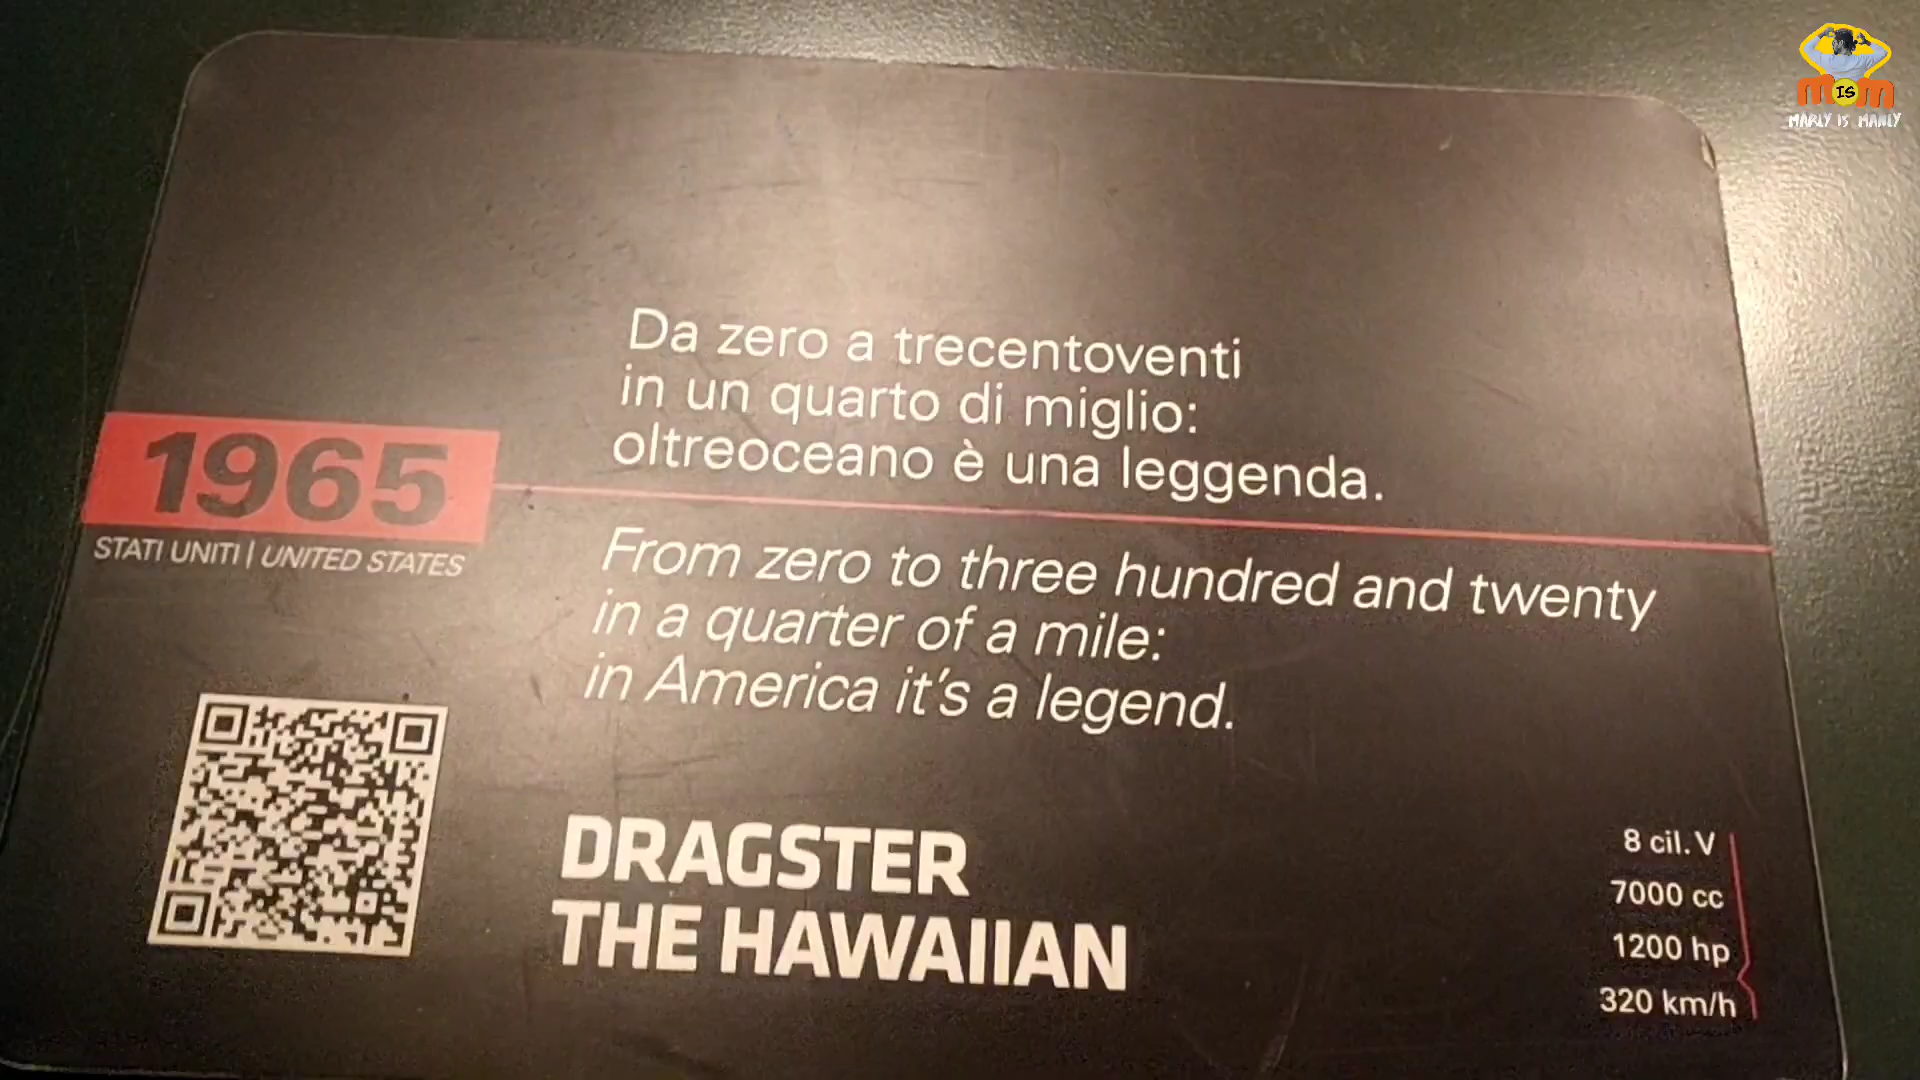 MISM
MARLY IS MANLY
Da zero a trecentoventi
in un quarto di miglio:
oltreoceano è una leggenda.
1965
STATI UNITI | UNITED STATES
From zero to three hundred and twenty
in a quarter of a mile:
in America it's a legend.
DRAGSTER
THE HAWAIIAN
8 cil. V
7000 cc
1200 hp
320 km/h